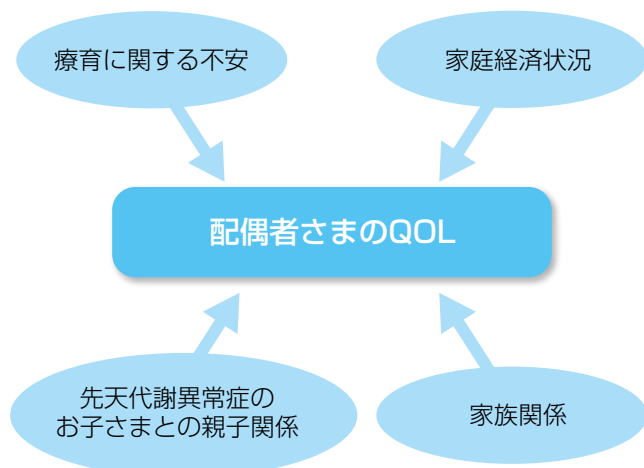 療育に関する不安
家庭経済状況
配偶者さまのQOL
先天代謝異常症の
お子さまとの親子関係
家族関係